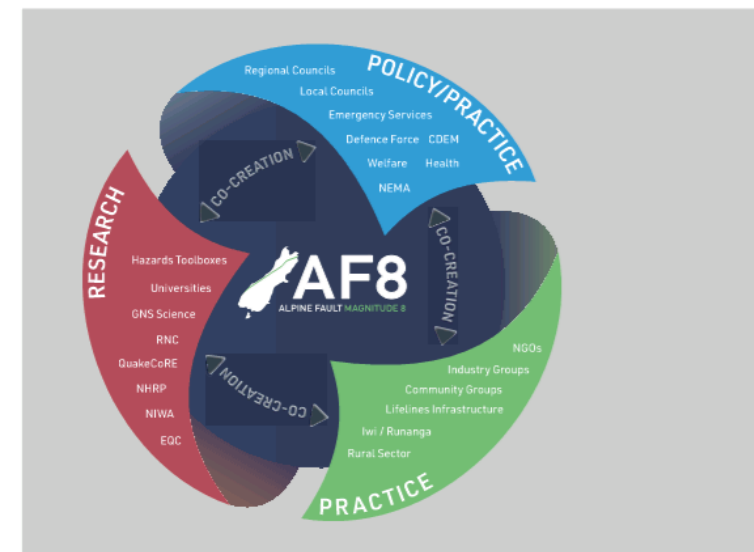 POLICY/PRACTICE
Regional Councils
Local Councils
Emergency Services
Defence Force CDEM
Welfare Health
NEMA
CO-CREATION
CO-CREATION
RESEARCH
Hazards Toolboxes
Universities
GNS Science
RNC
QuakeCoRE
NHRP
NIWA
EQC
AF8
ALPINE FAULT MAGNITUDE 8
CO-CREATION
NGOs
Industry Groups
Community Groups
Lifelines Infrastructure
Iwi / Runanga
Rural Sector
PRACTICE